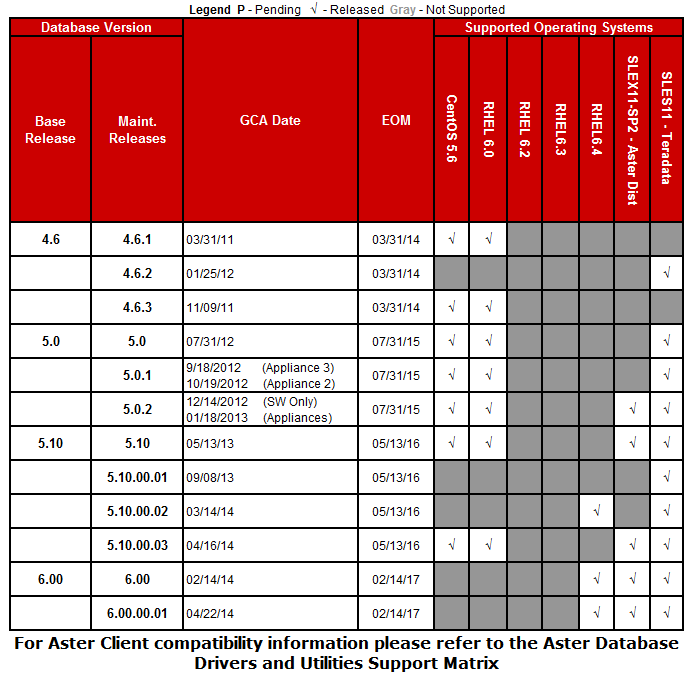 Legend P - Pending √ - Released Gray - Not Supported
Database Version Supported Operating Systems
Base Release Maint. Releases GCA Date EOM CentOS 5.6 RHEL 6.0 RHEL 6.2 RHEL6.3 RHEL6.4 SLEX11-SP2 - Aster Dist SLES11 - Teradata
4.6 4.6.1 03/31/11 03/31/14 √ √
4.6.2 01/25/12 03/31/14 √
4.6.3 11/09/11 03/31/14 √ √
5.0 5.0 07/31/12 07/31/15 √ √ √
5.0.1 9/18/2012 (Appliance 3) 07/31/15 √ √ √
10/19/2012 (Appliance 2)
5.0.2 12/14/2012 (SW Only) 07/31/15 √ √ √ √
01/18/2013 (Appliances)
5.10 5.10 05/13/13 05/13/16 √ √ √ √
5.10.00.01 09/08/13 05/13/16 √
5.10.00.02 03/14/14 05/13/16 √ √
5.10.00.03 04/16/14 05/13/16 √ √ √ √
6.00 6.00 02/14/14 02/14/17 √ √ √
6.00.00.01 04/22/14 02/14/17 √ √ √
For Aster Client compatibility information please refer to the Aster Database
Drivers and Utilities Support Matrix